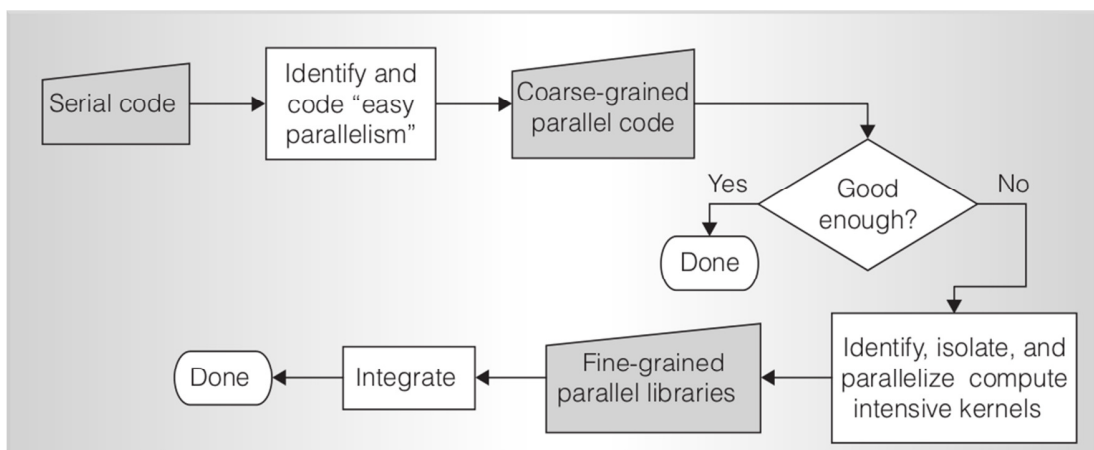 Serial code
Identify and
code “easy
parallelism”
Coarse-grained
parallel code
Good
enough?
Yes
No
Done
Identify, isolate, and
parallelize compute
intensive kernels
Fine-grained
parallel libraries
Integrate
Done